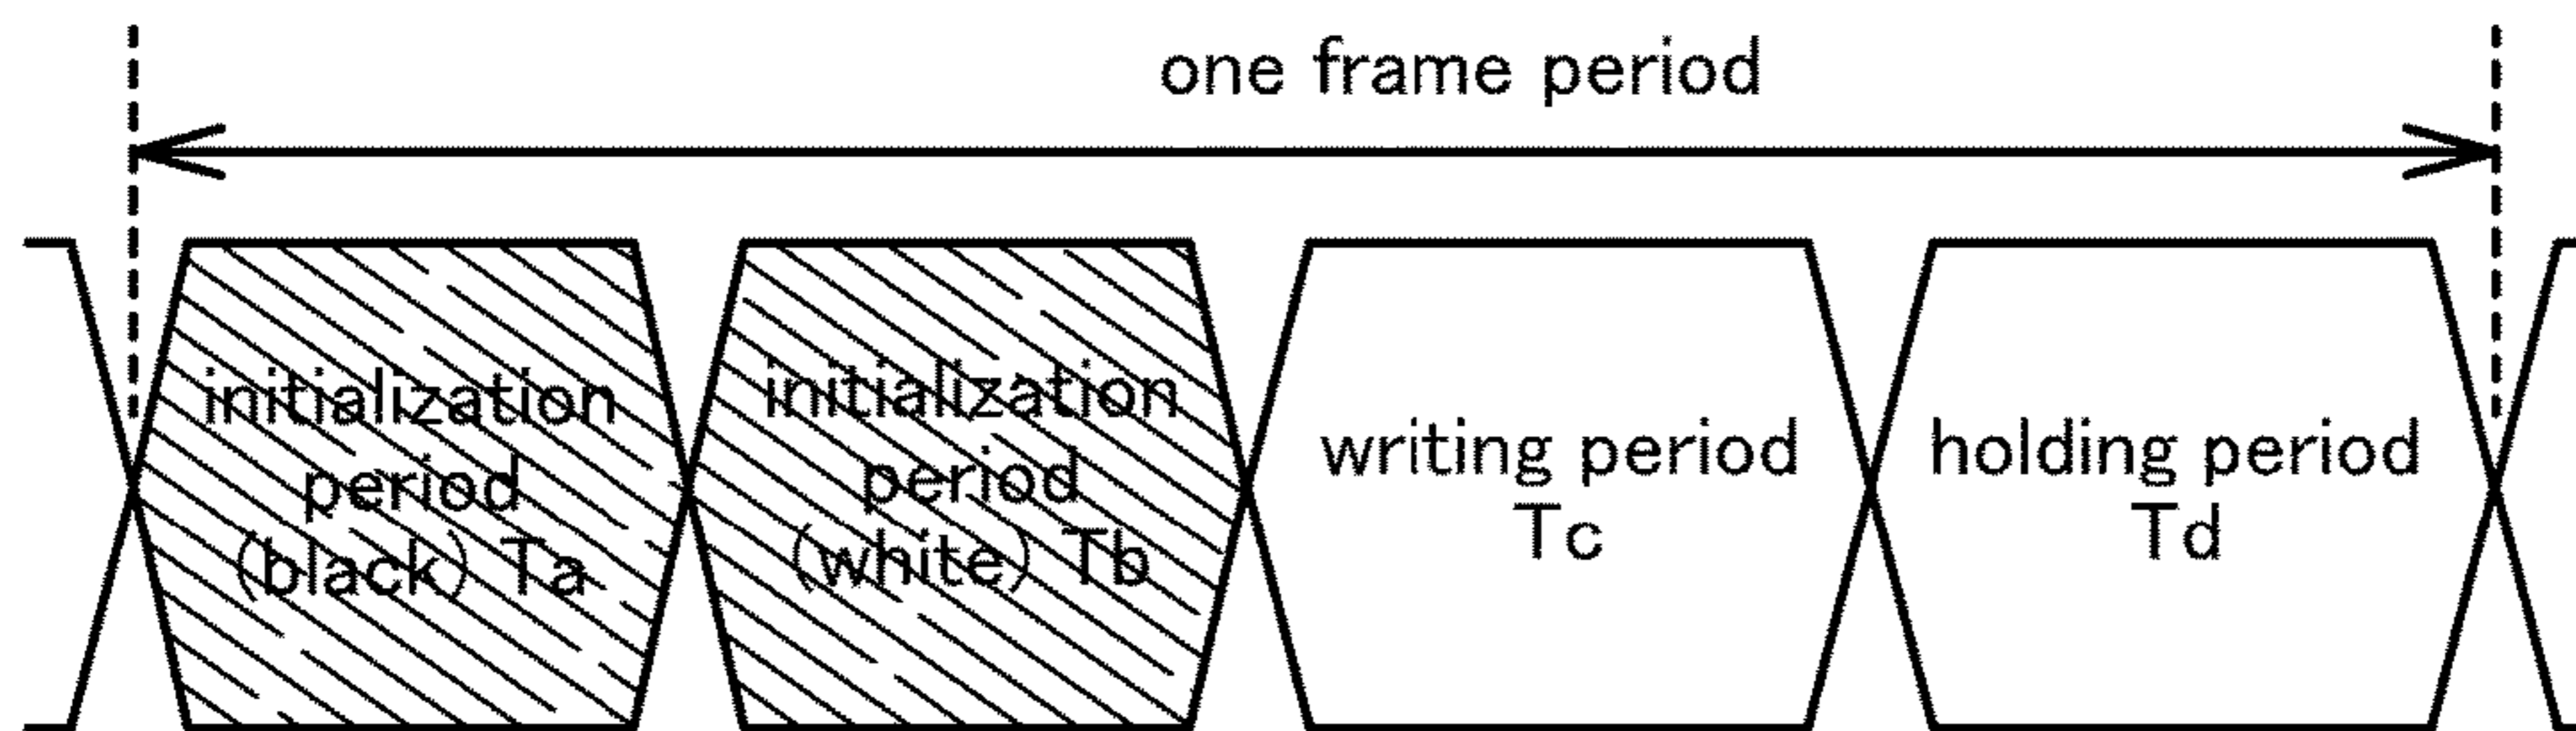 one frame period
initialization
period
(black) Ta
initialization
period
(white) Tb
writing period
Tc
holding period
Td